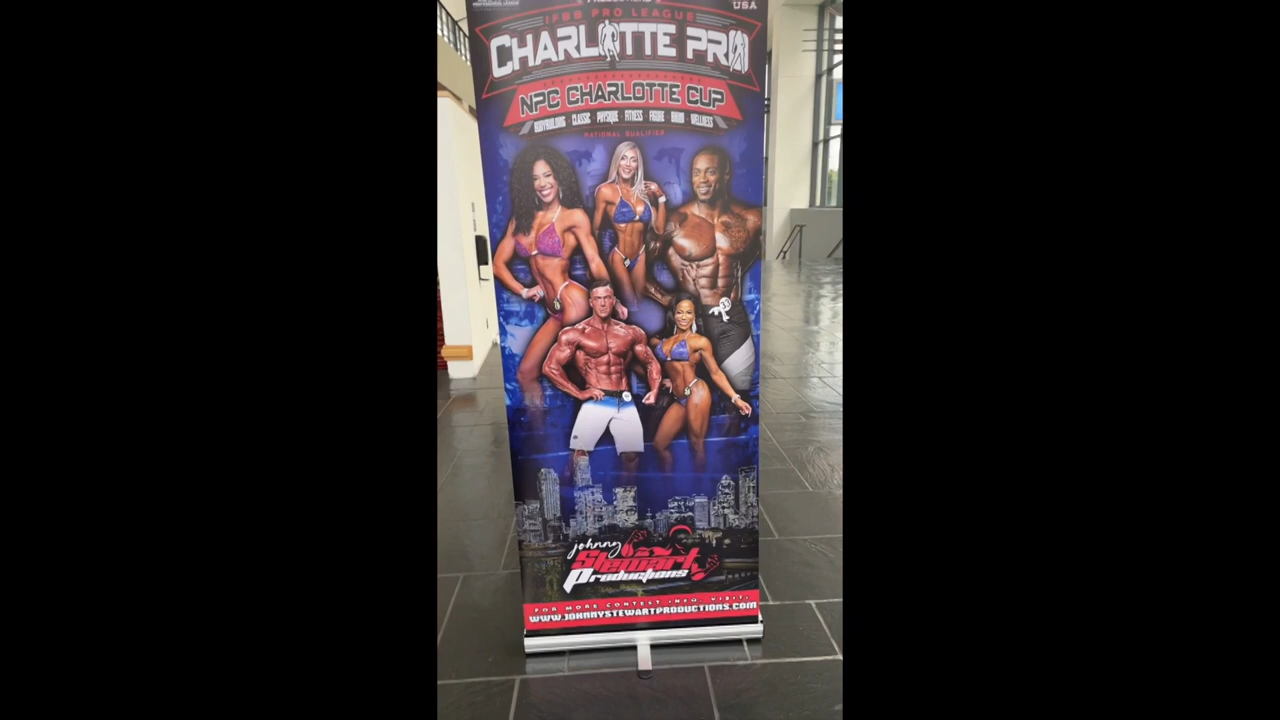 USA
IFBB PRO LEAGUE
CHARLOTTE PRO
NPC CHARLOTTE CUP
BODYBUILDING CLASSIC PHYSIQUE FITNESS FIGURE BIKINI WELLNESS
NATIONAL QUALIFIER
johnny
Stewart
Productions
FOR MORE CONTEST INFO, VISIT:
WWW.JOHNNYSTEWARTPRODUCTIONS.COM